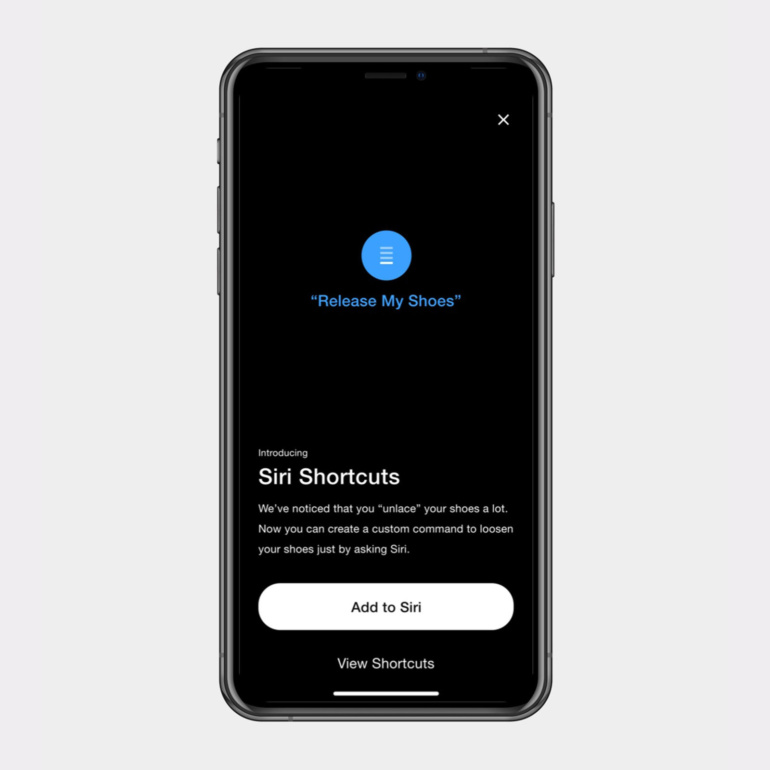 “Release My Shoes”
Introducing
Siri Shortcuts
We’ve noticed that you “unlace” your shoes a lot.
Now you can create a custom command to loosen
your shoes just by asking Siri.
Add to Siri
View Shortcuts